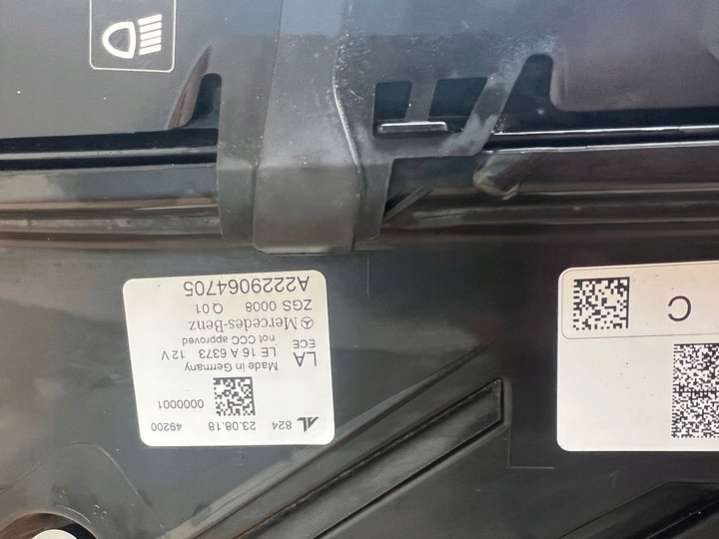 824 23.08.18 49200
0000001
Made in Germany
LA LE 16 A 6373 12 V
ECE not CCC approved
Mercedes-Benz
ZGS 0008 Q01
A2229064705
C